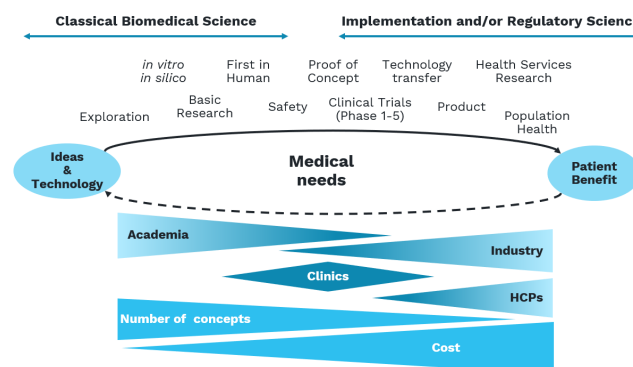 Classical Biomedical Science
Implementation and/or Regulatory Scienc
in vitro
in silico
First in
Human
Proof of
Concept
Technology
transfer
Health Services
Research
Exploration
Basic
Research
Safety
Clinical Trials
(Phase 1-5)
Product
Population
Health
Ideas
&
Technology
Medical
needs
Patient
Benefit
Academia
Industry
Clinics
HCPs
Number of concepts
Cost